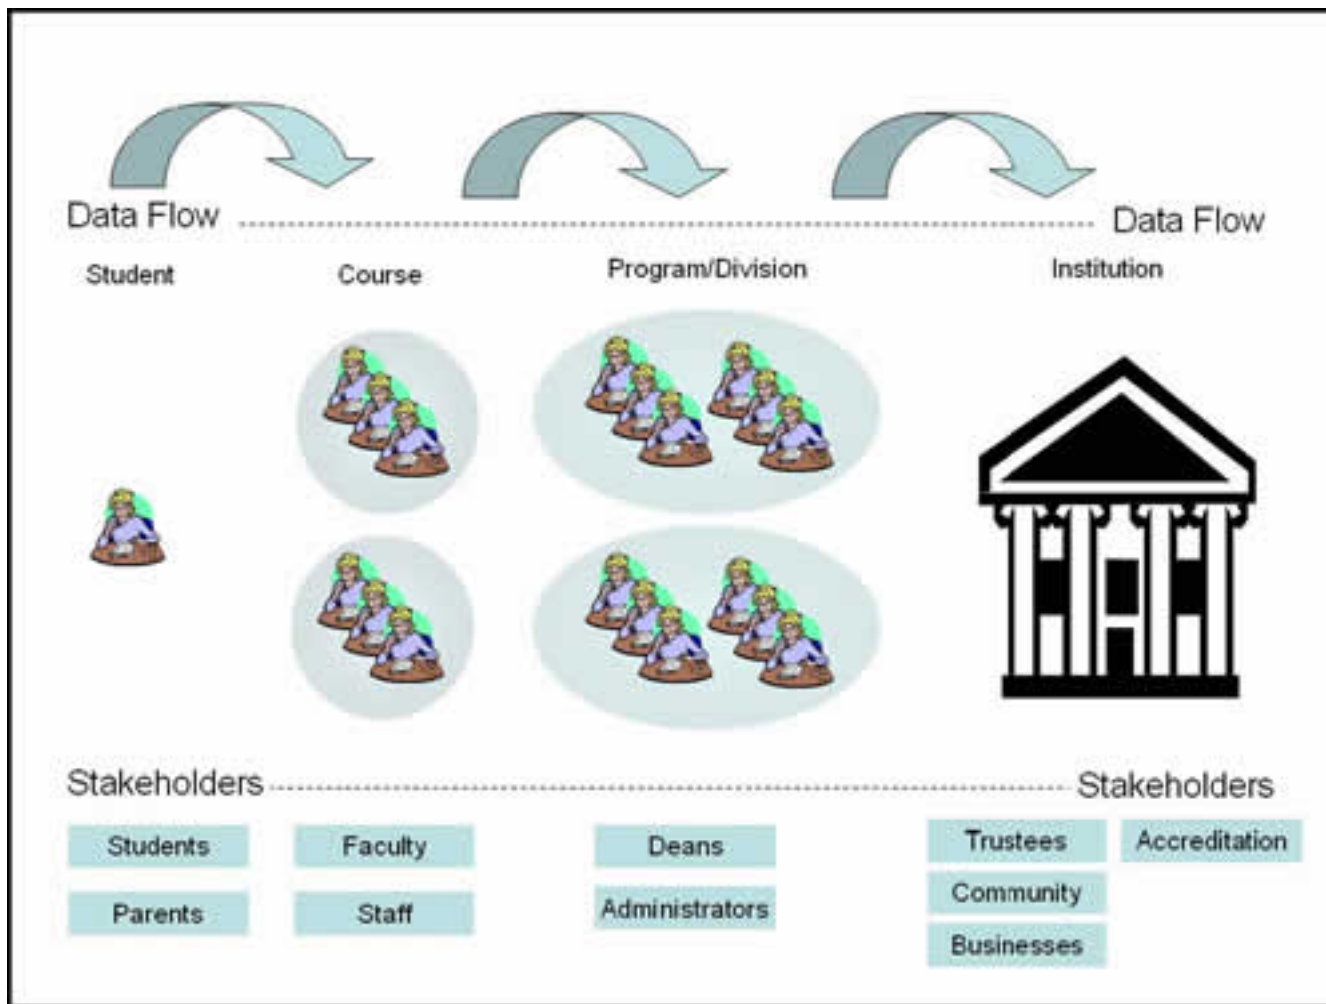 Data Flow
Data Flow
Student
Course
Program/Division
Institution
Stakeholders
Stakeholders
Students
Faculty
Deans
Trustees
Accreditation
Parents
Staff
Administrators
Community
Businesses